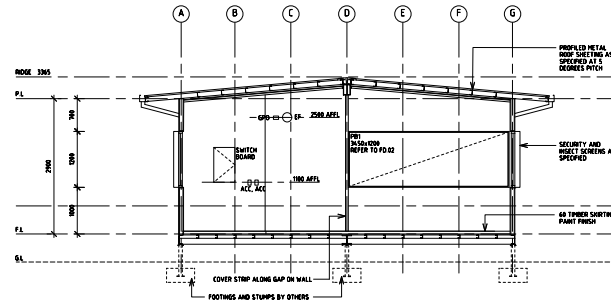 A B C D E F G
PROFILED METAL
ROOF SHEETING AS
SPECIFIED AT 5
DEGREES PITCH
RIDGE 3365
P.L
700
GPO EF 2500 AFFL
PB1
3450x1200
REFER TO FD.02
SWITCH
BOARD
2900
1200
SECURITY AND
INSECT SCREENS A
SPECIFIED
1100 AFFL
ACC, ACC
1000
60 TIMBER SKIRTIN
PAINT FINISH
F.L
G.L
COVER STRIP ALONG GAP ON WALL
FOOTINGS AND STUMPS BY OTHERS